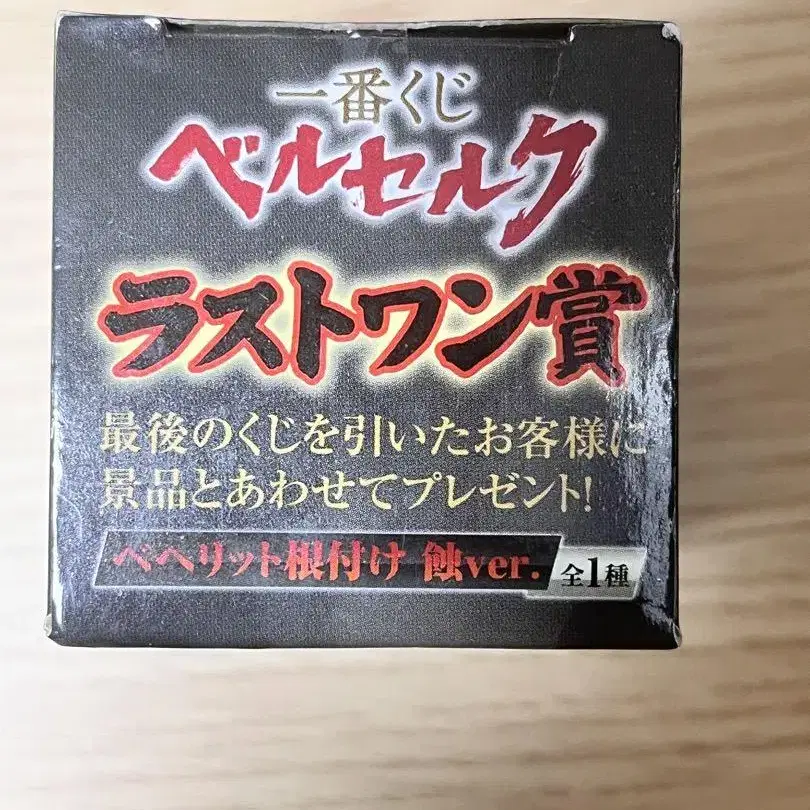 一番くじ
ベルセルク
ラストワン賞
最後のくじを引いたお客様に
景品とあわせてプレゼント!
ベヘリット根付け 蝕ver. 全1種